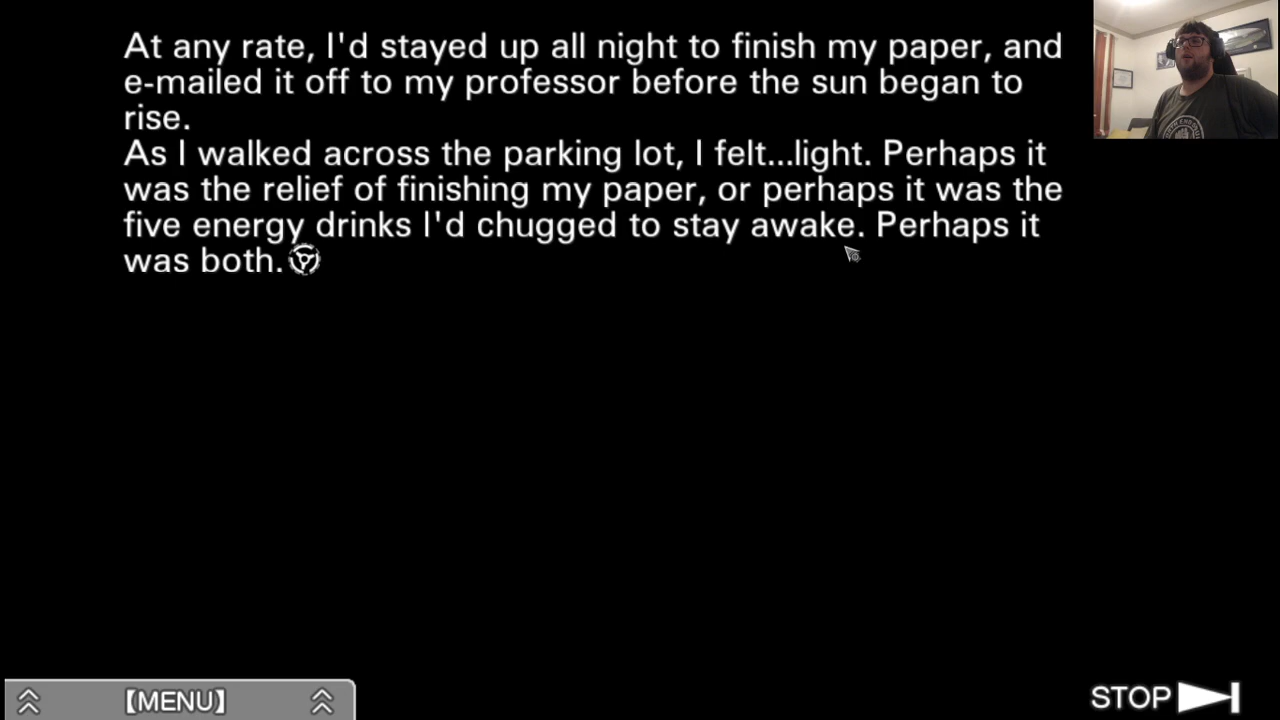 At any rate, I'd stayed up all night to finish my paper, and
e-mailed it off to my professor before the sun began to
rise.
As I walked across the parking lot, I felt...light. Perhaps it
was the relief of finishing my paper, or perhaps it was the
five energy drinks I'd chugged to stay awake. Perhaps it
was both.
【MENU】
STOP